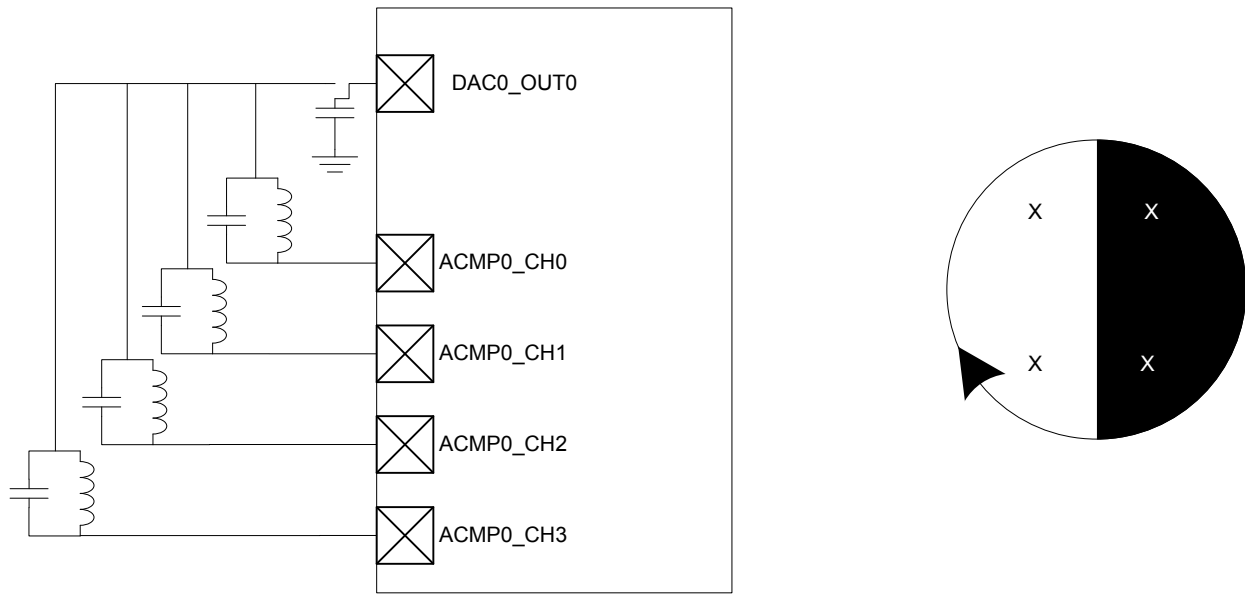 DAC0_OUT0
X X
ACMP0_CH0
ACMP0_CH1
X X
ACMP0_CH2
ACMP0_CH3